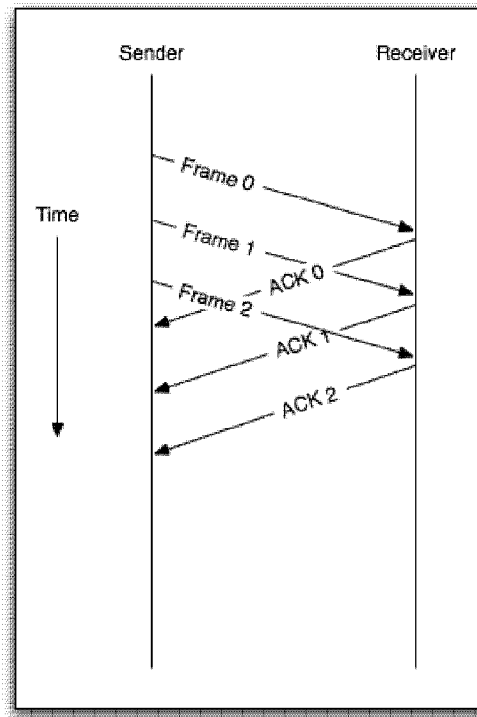 Sender
Receiver
Frame 0
Time
Frame 1
ACK 0
Frame 2
ACK 1
ACK 2